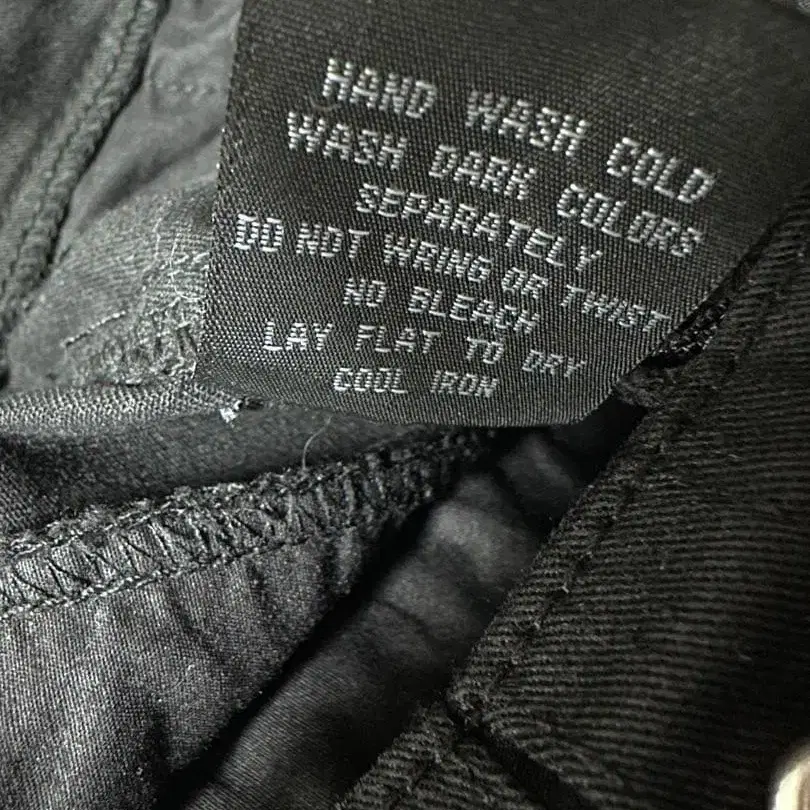 HAND WASH COLD
WASH DARK COLORS
SEPARATELY
DO NOT WRING OR TWIST
NO BLEACH
LAY FLAT TO DRY
COOL IRON